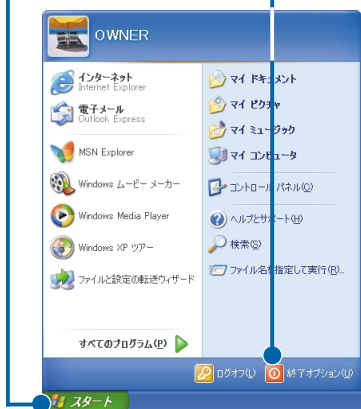 OWNER
インターネット
Internet Explorer
電子メール
Outlook Express
MSN Explorer
Windows ムービー メーカー
Windows Media Player
Windows XP ツアー
ファイルと設定の転送ウィザード
すべてのプログラム(P)
マイ ドキュメント
マイ ピクチャ
マイ ミュージック
マイ コンピュータ
コントロール パネル(C)
ヘルプとサポート(H)
検索(S)
ファイル名を指定して実行(R)...
ログオフ(L)
終了オプション(U)
スタート